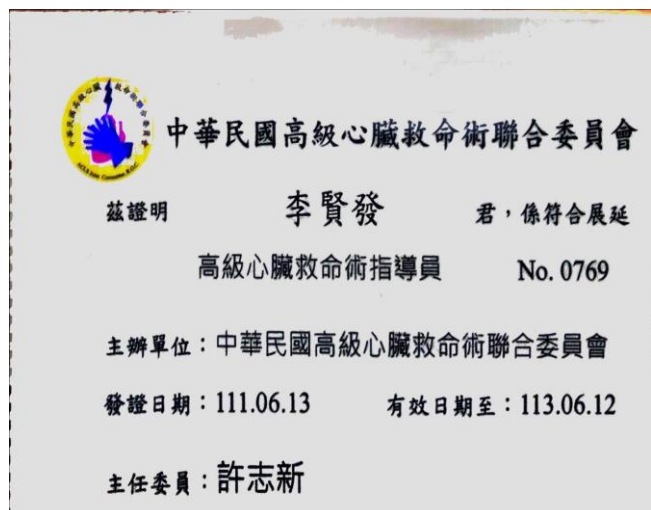 中華民國高級心臟救命術聯合委員會
茲證明 李賢發 君，係符合展延
高級心臟救命術指導員 No. 0769
主辦單位：中華民國高級心臟救命術聯合委員會
發證日期：111.06.13 有效日期至：113.06.12
主任委員：許志新